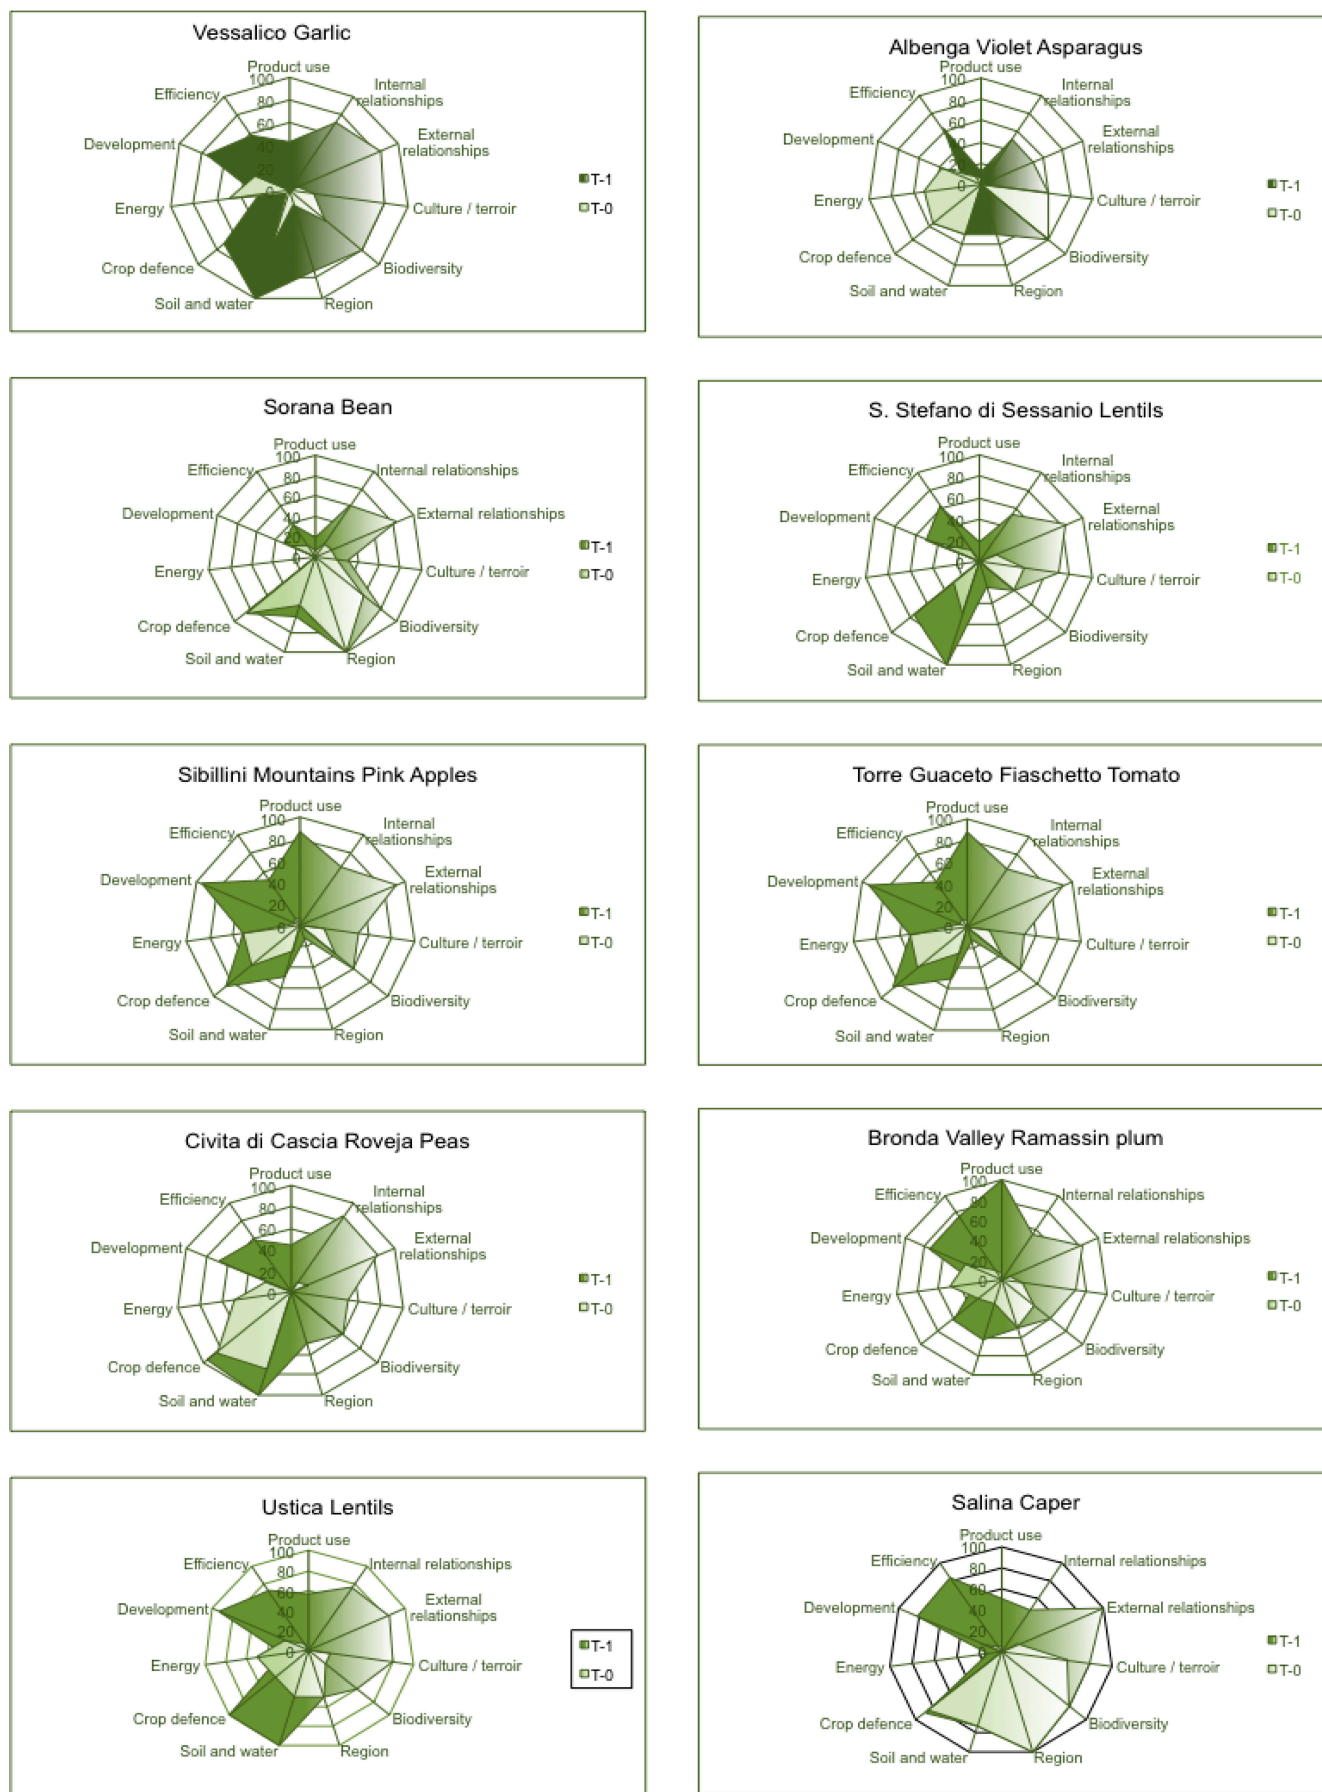 Vessalico Garlic
Product use
Internal
relationships
External
relationships
Culture / terroir
Biodiversity
Region
Soil and water
Crop defence
Energy
Development
Efficiency
100
80
60
40
20
0
T-1
T-0
Albenga Violet Asparagus
Product use
Internal
relationships
External
relationships
Culture / terroir
Biodiversity
Region
Soil and water
Crop defence
Energy
Development
Efficiency
100
80
60
40
20
0
T-1
T-0
Sorana Bean
Product use
Internal relationships
External relationships
Culture / terroir
Biodiversity
Region
Soil and water
Crop defence
Energy
Development
Efficiency
100
80
60
40
20
0
T-1
T-0
S. Stefano di Sessanio Lentils
Product use
Internal
relationships
External
relationships
Culture / terroir
Biodiversity
Region
Soil and water
Crop defence
Energy
Development
Efficiency
100
80
60
40
20
0
T-1
T-0
Sibillini Mountains Pink Apples
Product use
Internal
relationships
External
relationships
Culture / terroir
Biodiversity
Region
Soil and water
Crop defence
Energy
Development
Efficiency
100
80
60
40
20
0
T-1
T-0
Torre Guaceto Fiaschetto Tomato
Product use
Internal
relationships
External
relationships
Culture / terroir
Biodiversity
Region
Soil and water
Crop defence
Energy
Development
Efficiency
100
80
60
40
20
0
T-1
T-0
Civita di Cascia Roveja Peas
Product use
Internal
relationships
External
relationships
Culture / terroir
Biodiversity
Region
Soil and water
Crop defence
Energy
Development
Efficiency
100
80
60
40
20
0
T-1
T-0
Bronda Valley Ramassin plum
Product use
Internal relationships
External relationships
Culture / terroir
Biodiversity
Region
Soil and water
Crop defence
Energy
Development
Efficiency
100
80
60
40
20
0
T-1
T-0
Ustica Lentils
Product use
Internal relationships
External
relationships
Culture / terroir
Biodiversity
Region
Soil and water
Crop defence
Energy
Development
Efficiency
100
80
60
40
20
0
T-1
T-0
Salina Caper
Product use
Internal relationships
External relationships
Culture / terroir
Biodiversity
Region
Soil and water
Crop defence
Energy
Development
Efficiency
100
80
60
40
20
0
T-1
T-0